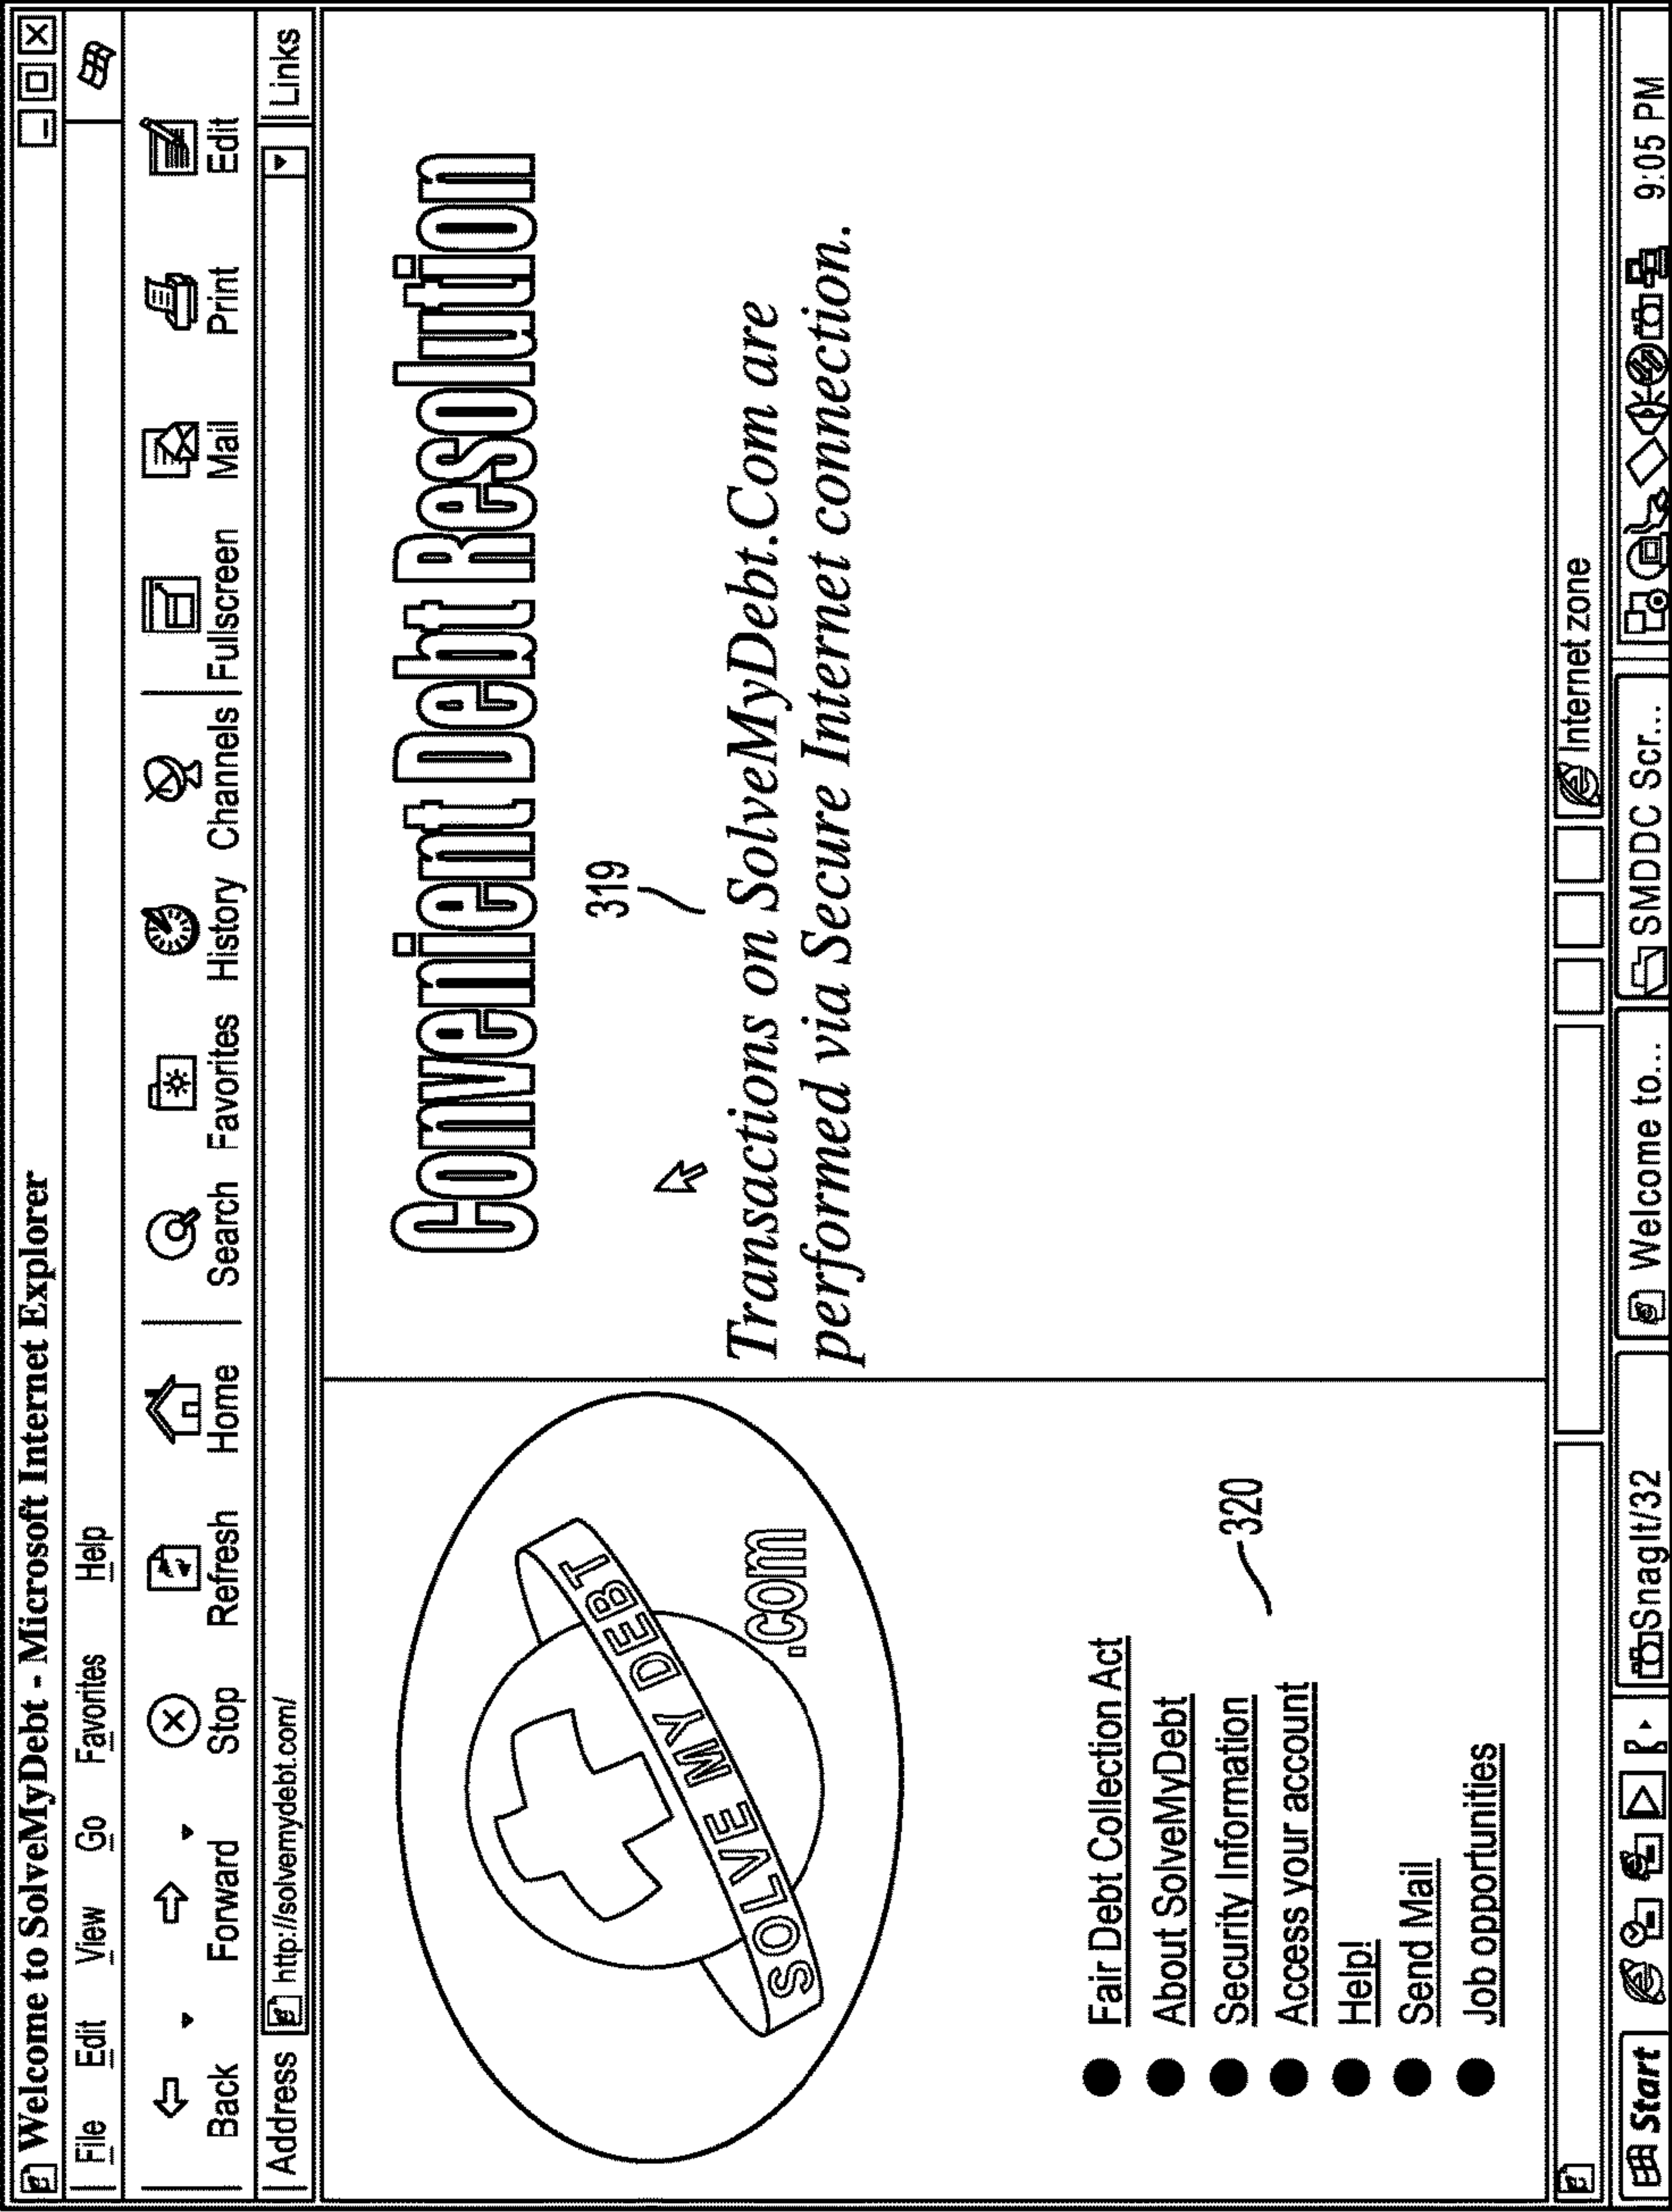 Welcome to SolveMyDebt - Microsoft Internet Explorer
File Edit View Go Favorites Help
Back Forward Stop Refresh Home Search Favorites History Channels Fullscreen Mail Print Edit
Address http://solvemydebt.com/ Links
SOLVE MY DEBT
.com
Fair Debt Collection Act
About SolveMyDebt
320
Security Information
Access your account
Help!
Send Mail
Job opportunities
Convenient Debt Resolution
319
Transactions on SolveMyDebt.Com are
performed via Secure Internet connection.
Internet zone
Start SnagIt/32 Welcome to... SMDDC Scr... 9:05 PM